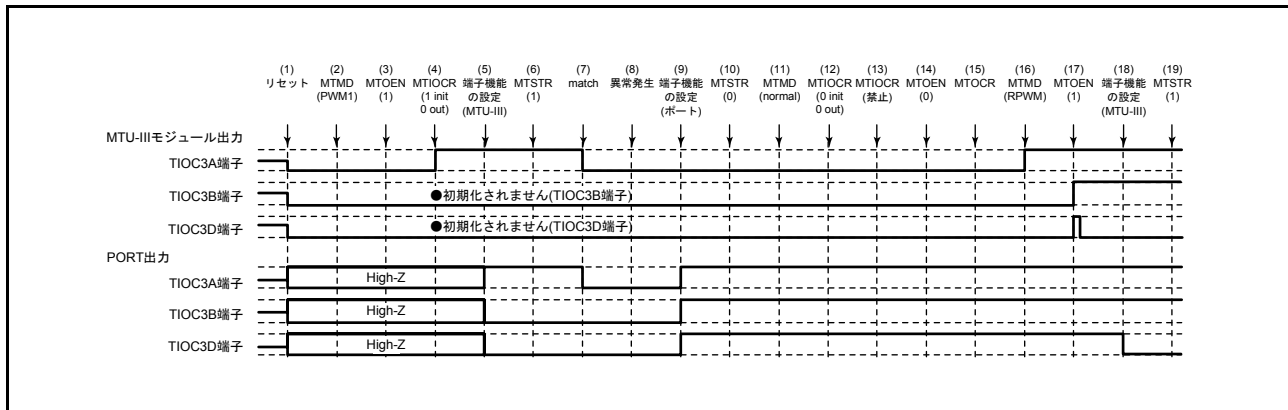 (1) (2) (3) (4) (5) (6) (7) (8) (9) (10) (11) (12) (13) (14) (15) (16) (17) (18) (19)
リセット MTMD MTOEN MTIOCR 端子機能 MTSTR match 異常発生 端子機能 MTSTR MTMD MTIOCR MTIOCR MTOEN MTOCR MTMD MTOEN 端子機能 MTSTR
(PWM1) (1) (1 init の設定 (1) の設定 (0) (normal) (0 init (禁止) (0) (RPWM) (1) の設定 (1)
0 out) (MTU-III) (ポート) 0 out) (MTU-III)
MTU-IIIモジュール出力
TIOC3A端子
TIOC3B端子 ●初期化されません(TIOC3B端子)
TIOC3D端子 ●初期化されません(TIOC3D端子)
PORT出力
TIOC3A端子 High-Z
TIOC3B端子 High-Z
TIOC3D端子 High-Z